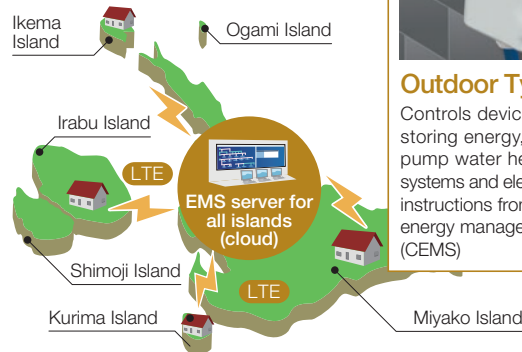 Ikema
Island
Ogami Island
Irabu Island
LTE
EMS server for
all islands
(cloud)
Shimoji Island
LTE
Kurima Island
Miyako Island
Outdoor Ty
Controls devic
storing energy,
pump water he
systems and ele
instructions from
energy manage
(CEMS)